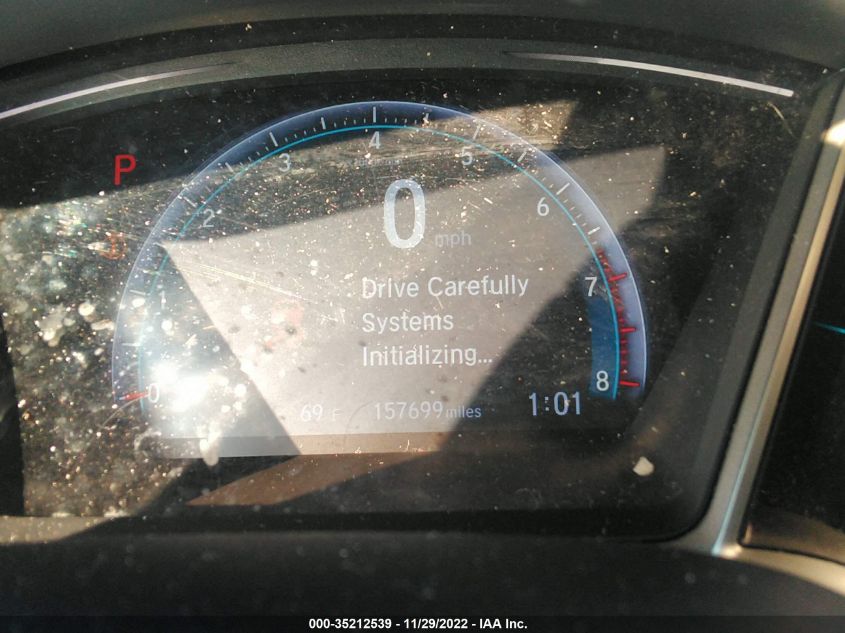 P
0
2
3
4
5
6
7
8
0 mph
Drive Carefully
Systems
Initializing...
69 F 157699 miles 1:01
000-35212539 - 11/29/2022 - IAA Inc.